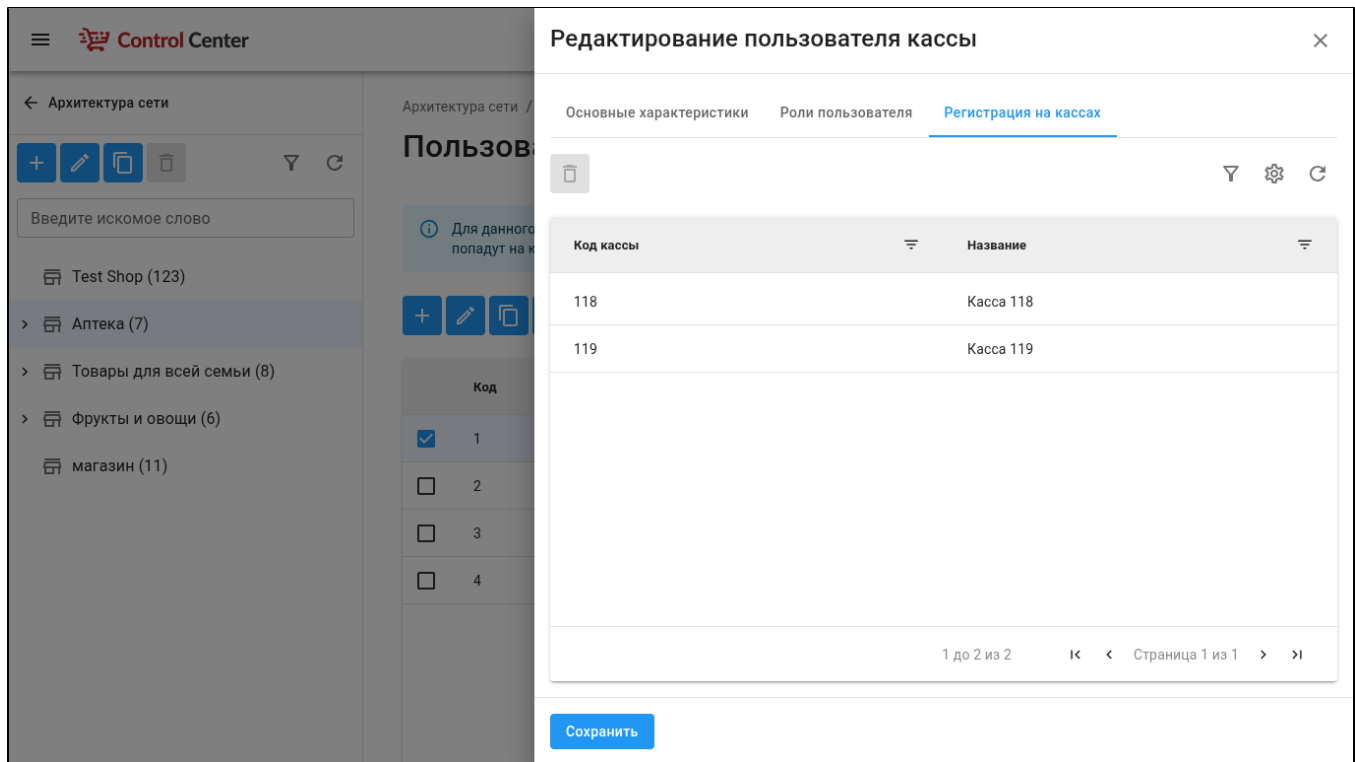 Control Center
Архитектура сети
Введите искомое слово
Test Shop (123)
Аптека (7)
Товары для всей семьи (8)
Фрукты и овощи (6)
магазин (11)
Архитектура сети /
Пользов
Для данного
попадут на к
Код
1
2
3
4
Редактирование пользователя кассы
Основные характеристики Роли пользователя Регистрация на кассах
Код кассы Название
118 Касса 118
119 Касса 119
1 до 2 из 2 Страница 1 из 1
Сохранить